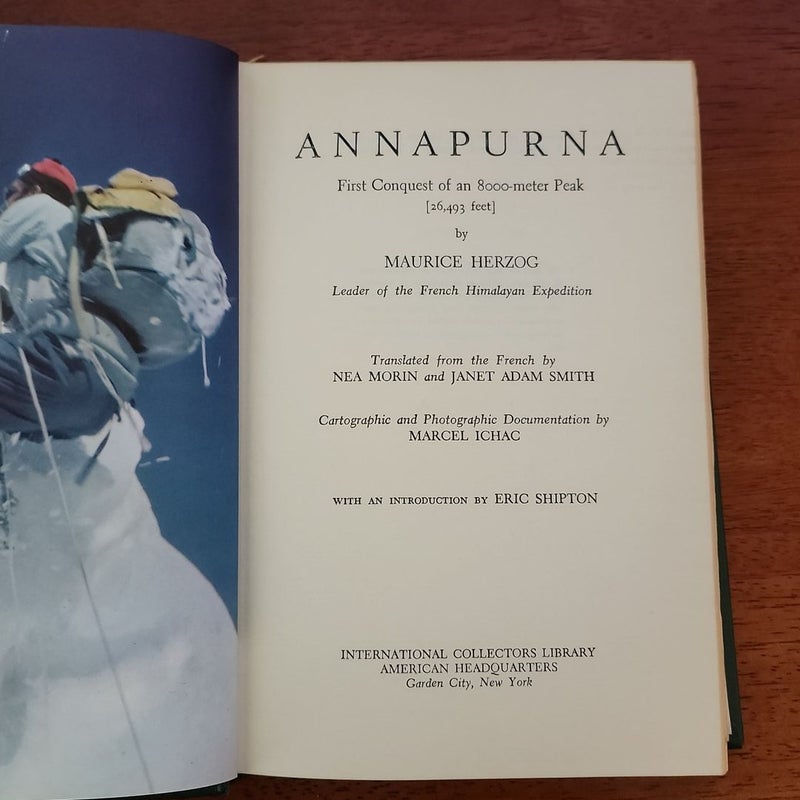 ANNAPURNA
First Conquest of an 8000-meter Peak
[26,493 feet]
by
MAURICE HERZOG
Leader of the French Himalayan Expedition
Translated from the French by
NEA MORIN and JANET ADAM SMITH
Cartographic and Photographic Documentation by
MARCEL ICHAC
WITH AN INTRODUCTION BY ERIC SHIPTON
INTERNATIONAL COLLECTORS LIBRARY
AMERICAN HEADQUARTERS
Garden City, New York